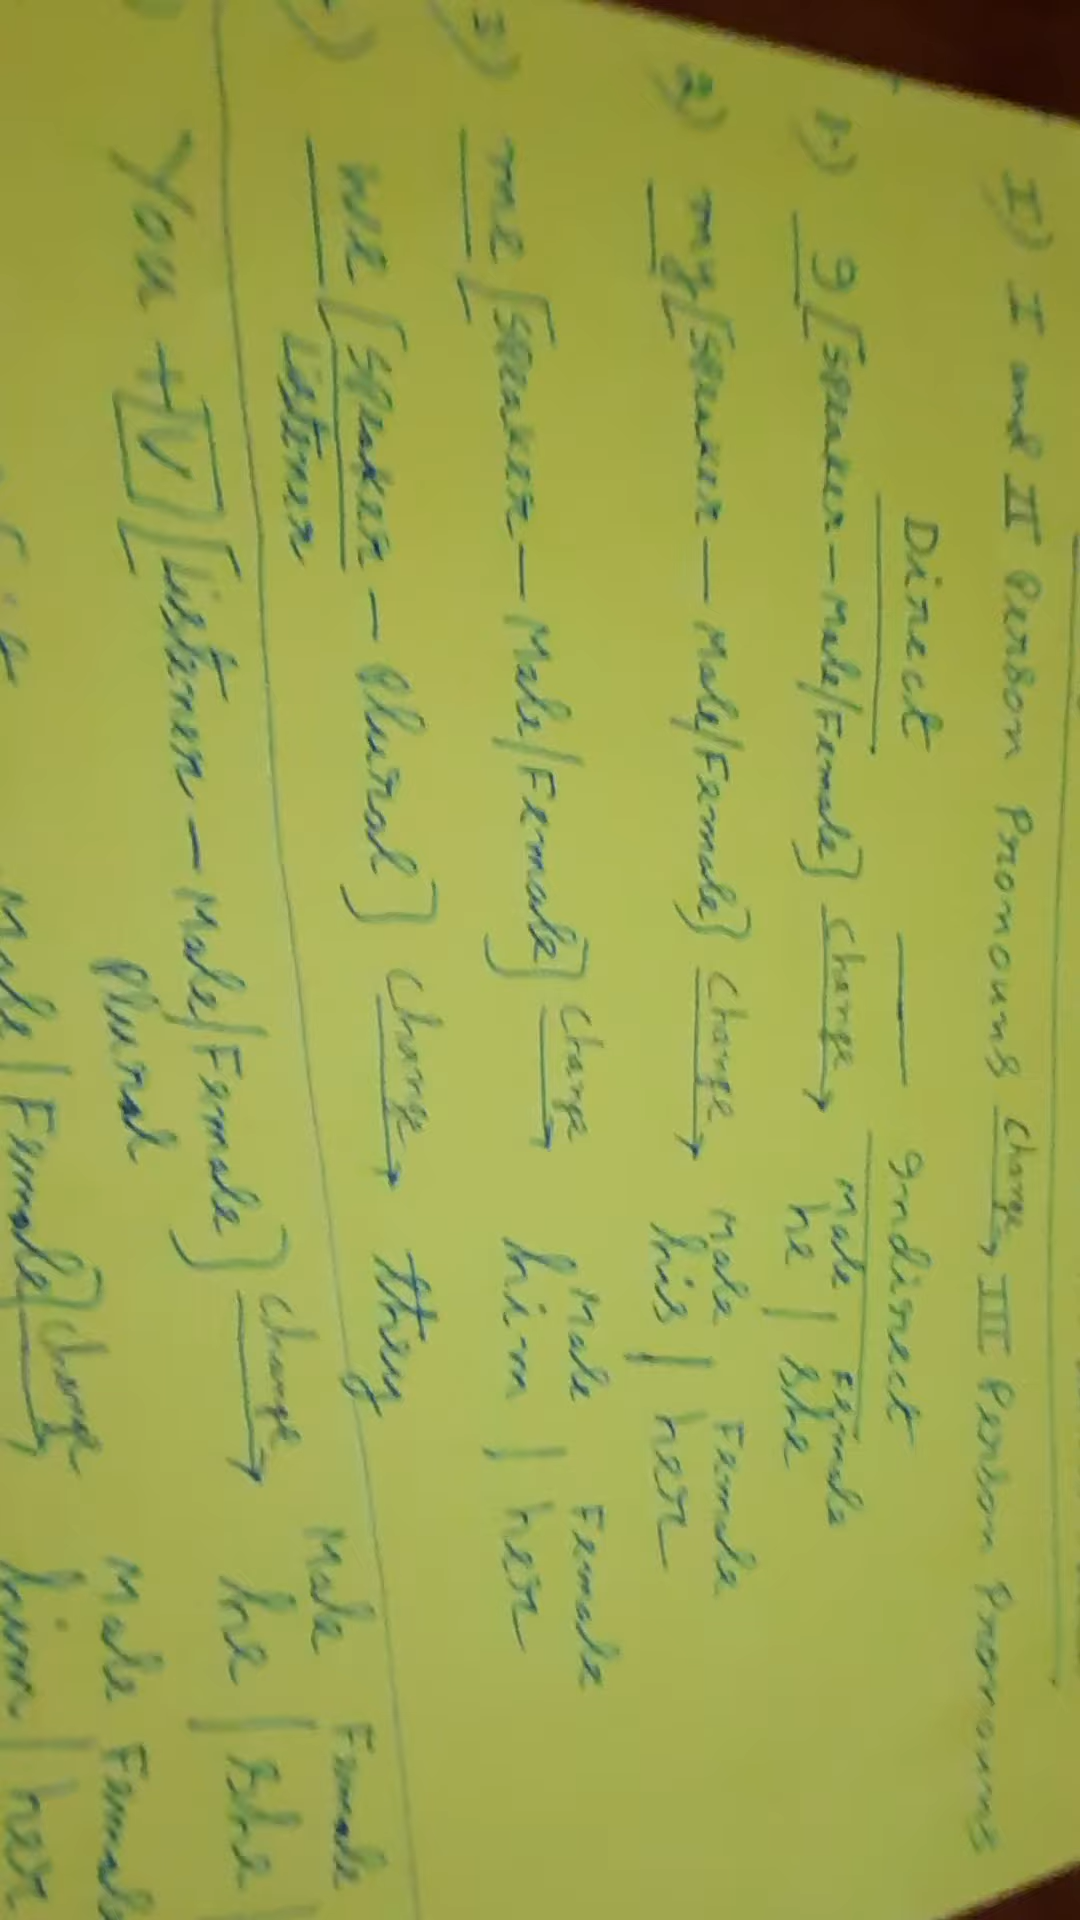 I) I and II Person Pronouns change III Person Pronouns
Direct — Indirect
1.) I [Speaker - Male/Female] change Male | Female
he | she
2) my [Speaker - Male/Female] change Male Female
his | her
3) me [Speaker - Male/Female] change Male Female
him | her
we [Speaker - Plural] change they
Listener
You + V [Listener - Male/Female] change Male Female
Plural he | she |
Male | Female] change Male Female
him | her